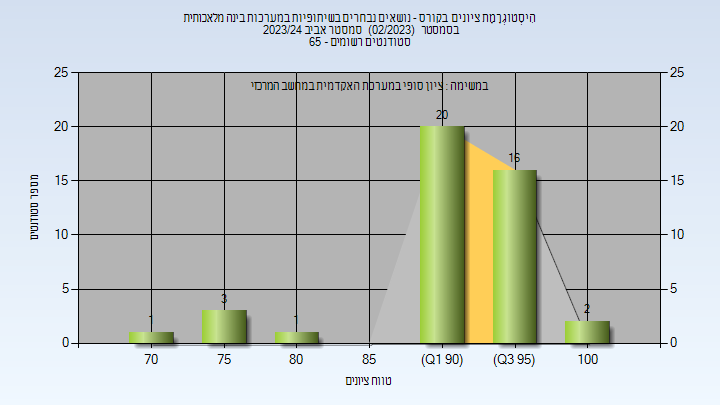 הִיסְטוֹגְרָמַת ציונים בקורס - נושאים נבחרים בשיתופיות במערכות בינה מלאכותית
בסמסטר (02/2023) סמסטר אביב 2023/24
סטודנטים רשומים - 65
במשימה : ציון סופי במערכת האקדמית במחשב המרכזי
25 25
20 20
15 15
10 10
5 5
0 0
1 3 1 20 16 2
מספר סטודנטים
70 75 80 85 (Q1 90) (Q3 95) 100
טווח ציונים